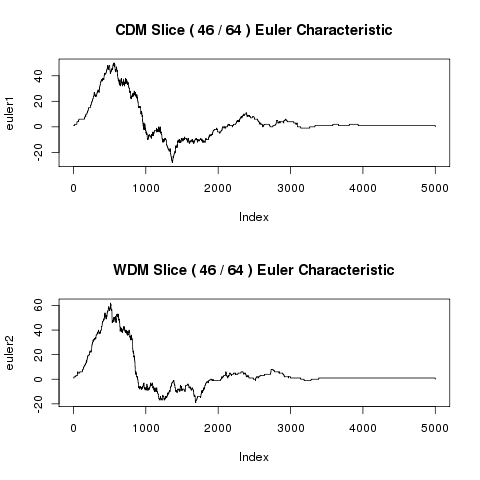 CDM Slice ( 46 / 64 ) Euler Characteristic
euler1
40
20
0
-20
0 1000 2000 3000 4000 5000
Index
WDM Slice ( 46 / 64 ) Euler Characteristic
euler2
60
40
20
0
-20
0 1000 2000 3000 4000 5000
Index